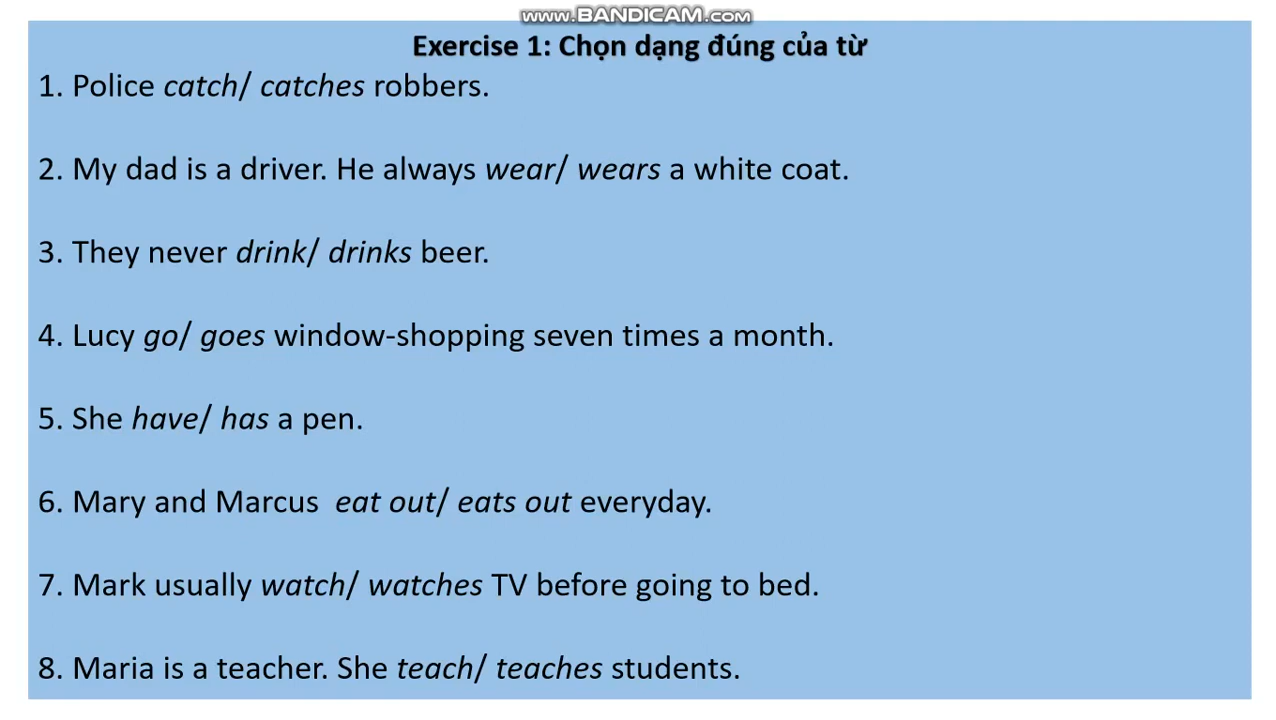 www.BANDICAM.com
Exercise 1: Chọn dạng đúng của từ
1. Police catch/ catches robbers.
2. My dad is a driver. He always wear/ wears a white coat.
3. They never drink/ drinks beer.
4. Lucy go/ goes window-shopping seven times a month.
5. She have/ has a pen.
6. Mary and Marcus  eat out/ eats out everyday.
7. Mark usually watch/ watches TV before going to bed.
8. Maria is a teacher. She teach/ teaches students.